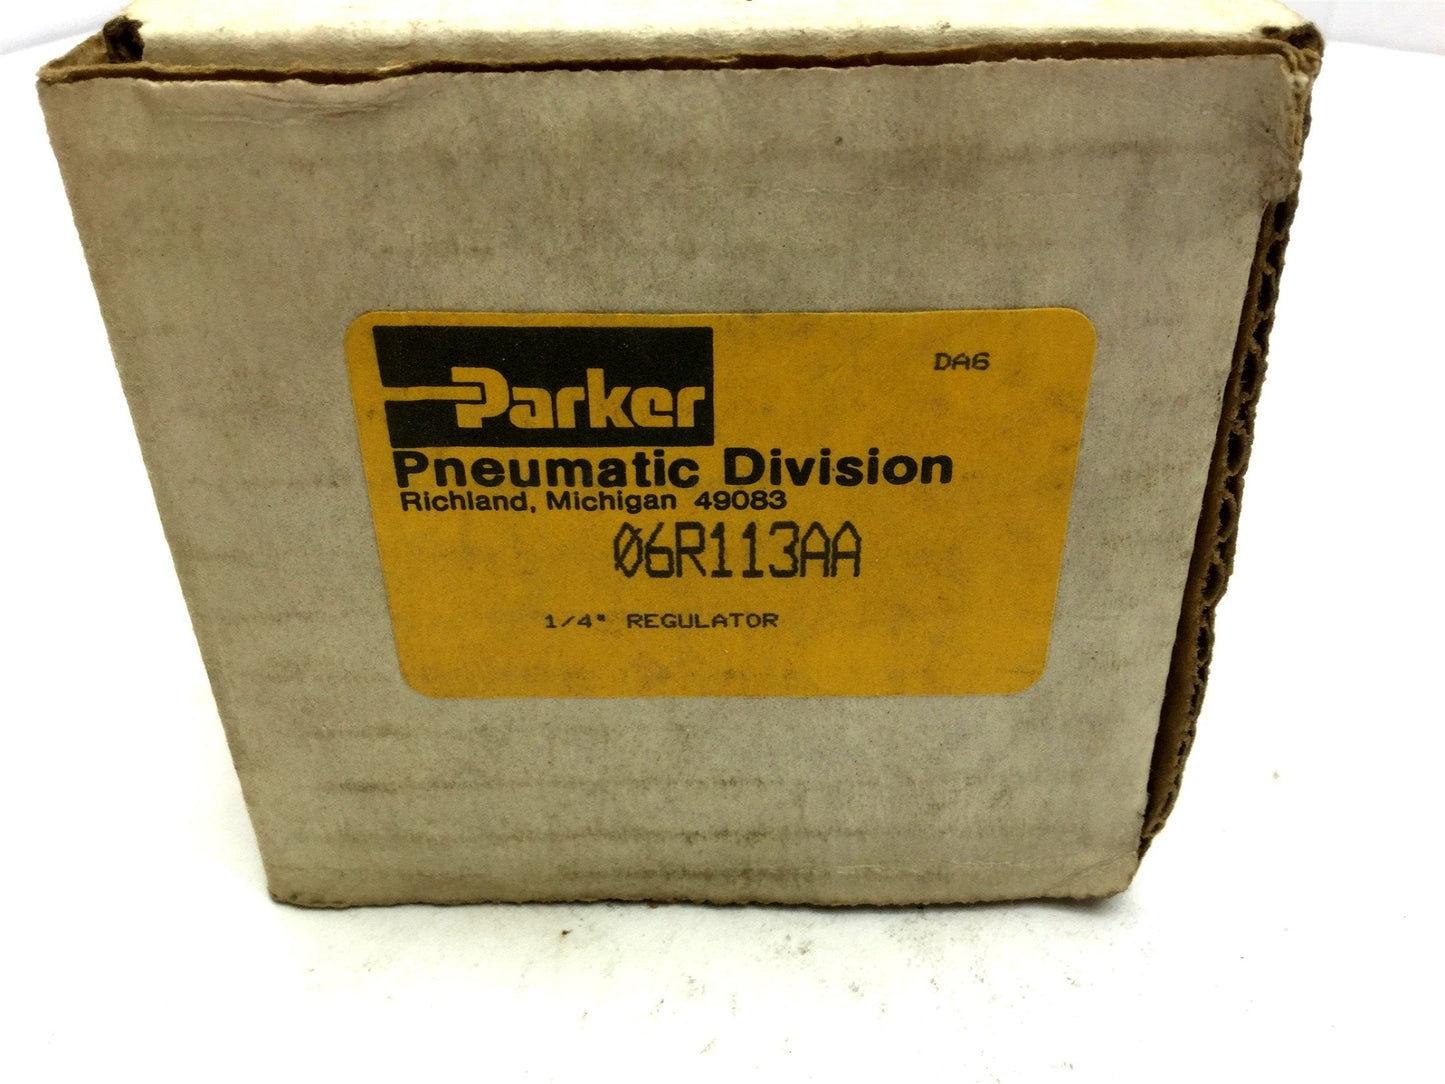 Parker
DA6
Pneumatic Division
Richland, Michigan 49083
06R113AA
1/4" REGULATOR